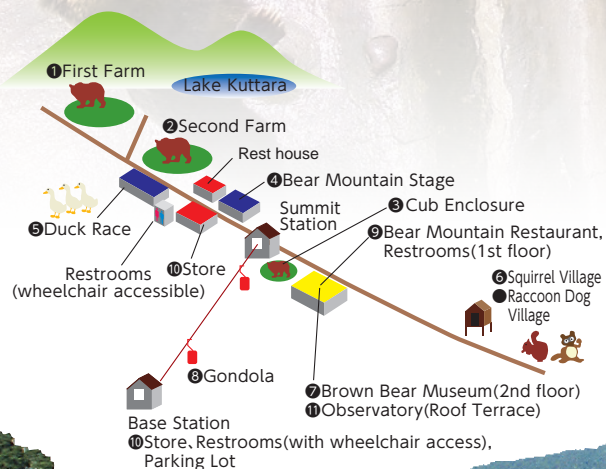 ❶First Farm
Lake Kuttara
❷Second Farm
Rest house
❹Bear Mountain Stage
Summit
Station
❸Cub Enclosure
❾Bear Mountain Restaurant,
Restrooms(1st floor)
❺Duck Race
Restrooms
(wheelchair accessible)
❿Store
❻Squirrel Village
●Raccoon Dog
Village
❽Gondola
❼Brown Bear Museum(2nd floor)
⓫Observatory(Roof Terrace)
Base Station
❿Store、Restrooms(with wheelchair access),
Parking Lot